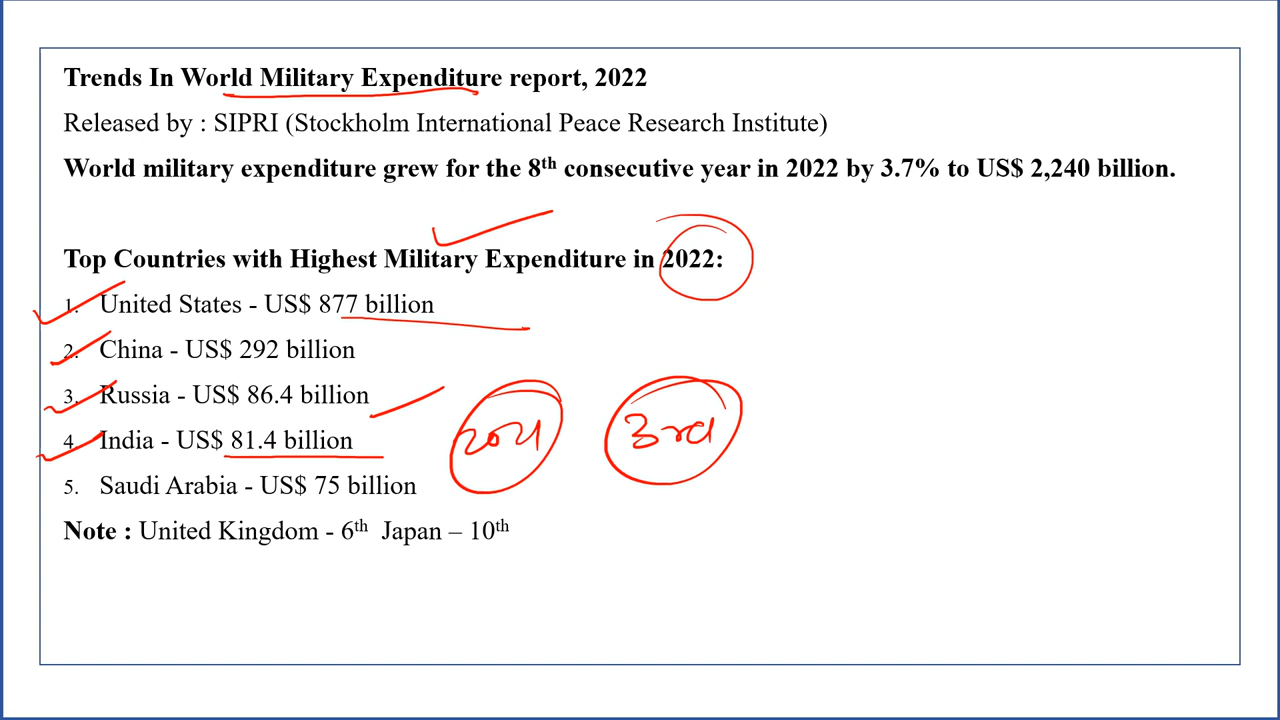 Trends In World Military Expenditure report, 2022
Released by : SIPRI (Stockholm International Peace Research Institute)
World military expenditure grew for the 8th consecutive year in 2022 by 3.7% to US$ 2,240 billion.
Top Countries with Highest Military Expenditure in 2022:
1. United States - US$ 877 billion
2. China - US$ 292 billion
3. Russia - US$ 86.4 billion
4. India - US$ 81.4 billion
2021 3rd
5. Saudi Arabia - US$ 75 billion
Note : United Kingdom - 6th Japan – 10th